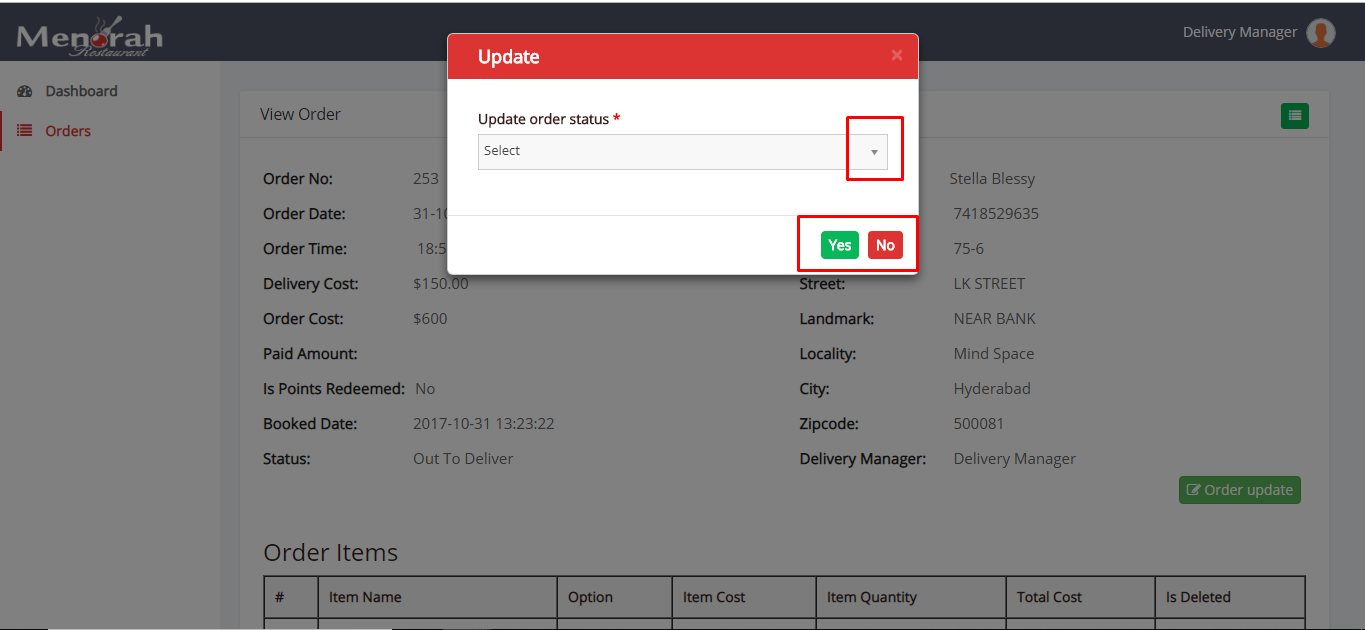 Menorah
Restaurant
Delivery Manager
Dashboard
Orders
Update
×
Update order status *
Select
Yes
No
View Order
Order No: 253
Order Date: 31-10
Order Time: 18:5
Delivery Cost: $150.00
Order Cost: $600
Paid Amount:
Is Points Redeemed: No
Booked Date: 2017-10-31 13:23:22
Status: Out To Deliver
Stella Blessy
7418529635
75-6
Street: LK STREET
Landmark: NEAR BANK
Locality: Mind Space
City: Hyderabad
Zipcode: 500081
Delivery Manager: Delivery Manager
Order update
Order Items
# Item Name Option Item Cost Item Quantity Total Cost Is Deleted